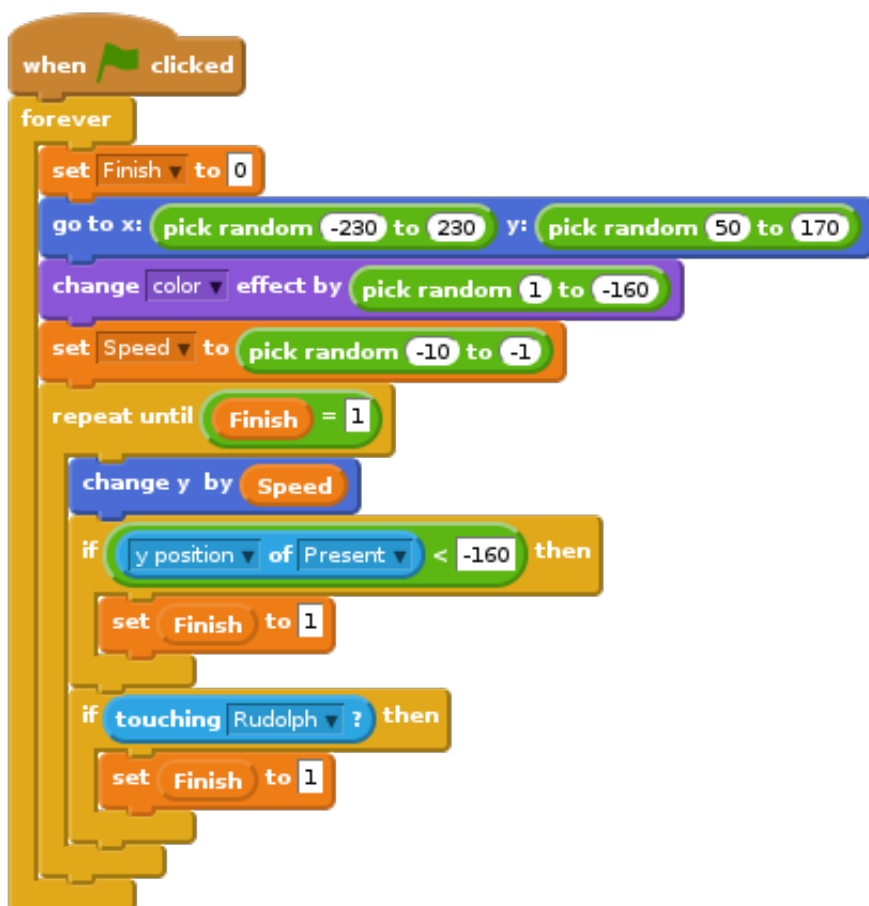 when clicked
forever
set Finish to 0
go to x: pick random -230 to 230 y: pick random 50 to 170
change color effect by pick random 1 to -160
set Speed to pick random -10 to -1
repeat until Finish = 1
change y by Speed
if y position of Present < -160 then
set Finish to 1
if touching Rudolph ? then
set Finish to 1